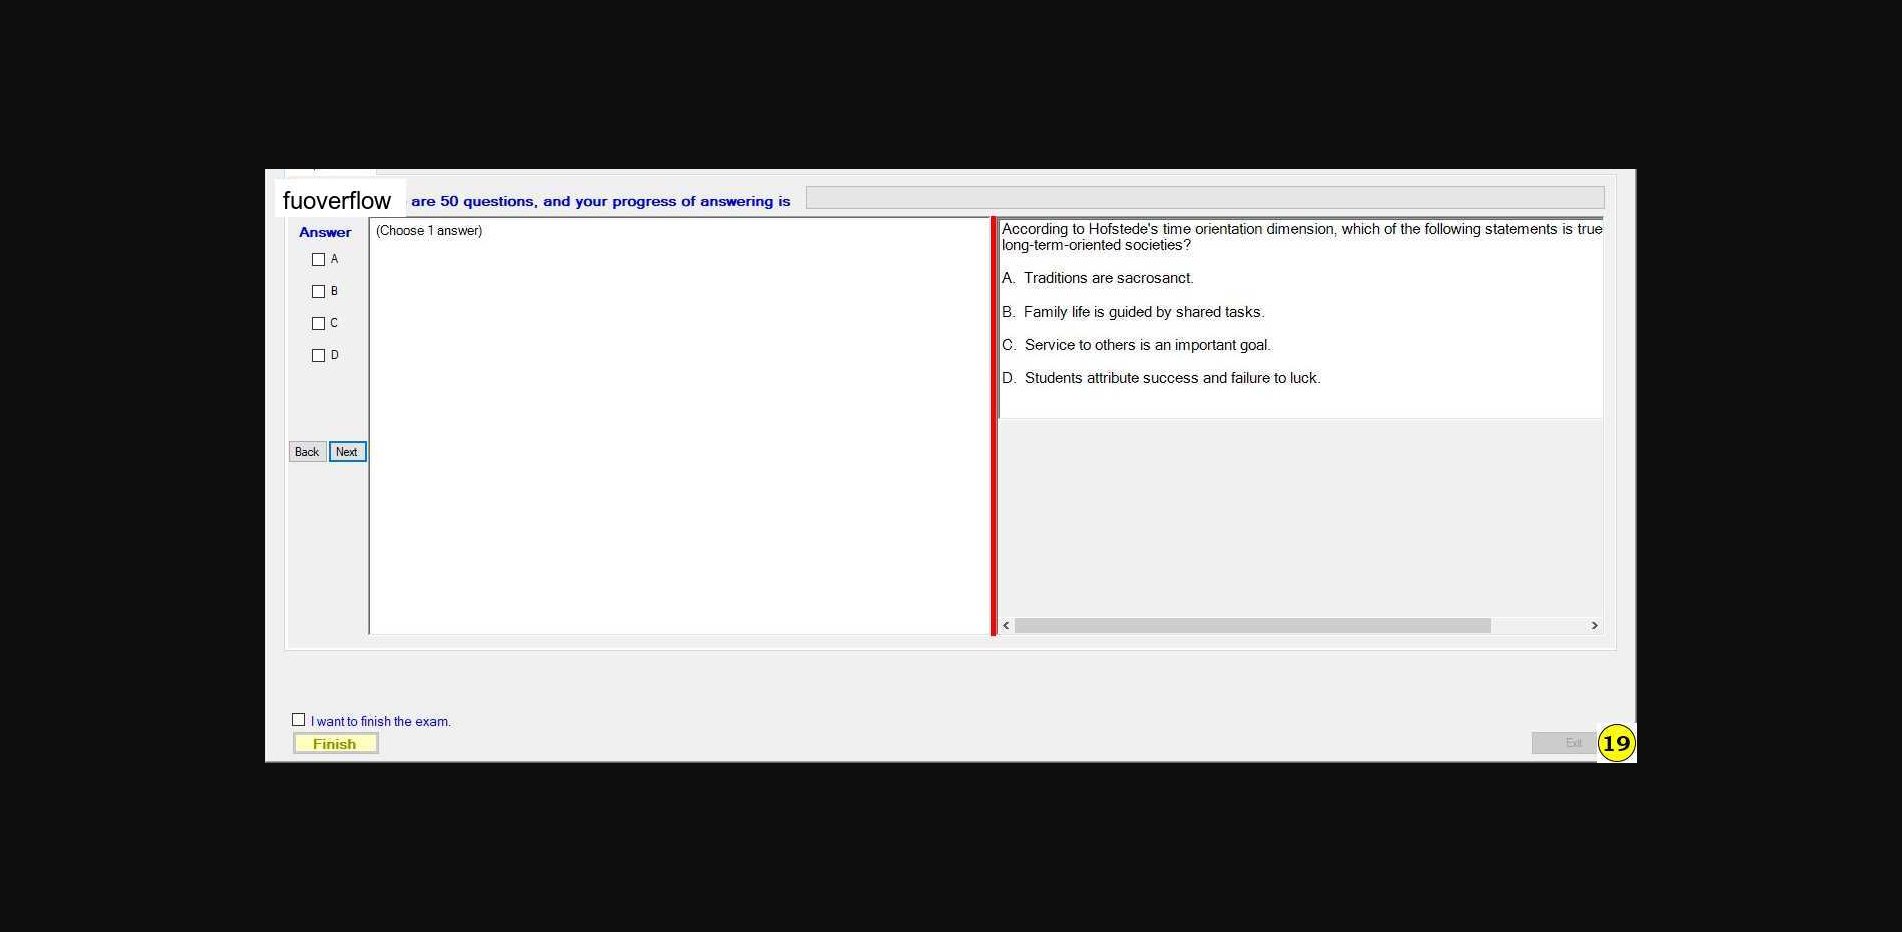 fuoverflow are 50 questions, and your progress of answering is
Answer
(Choose 1 answer)
A
B
C
D
Back Next
According to Hofstede's time orientation dimension, which of the following statements is true
long-term-oriented societies?
A. Traditions are sacrosanct.
B. Family life is guided by shared tasks.
C. Service to others is an important goal.
D. Students attribute success and failure to luck.
I want to finish the exam.
Finish
Exit
19